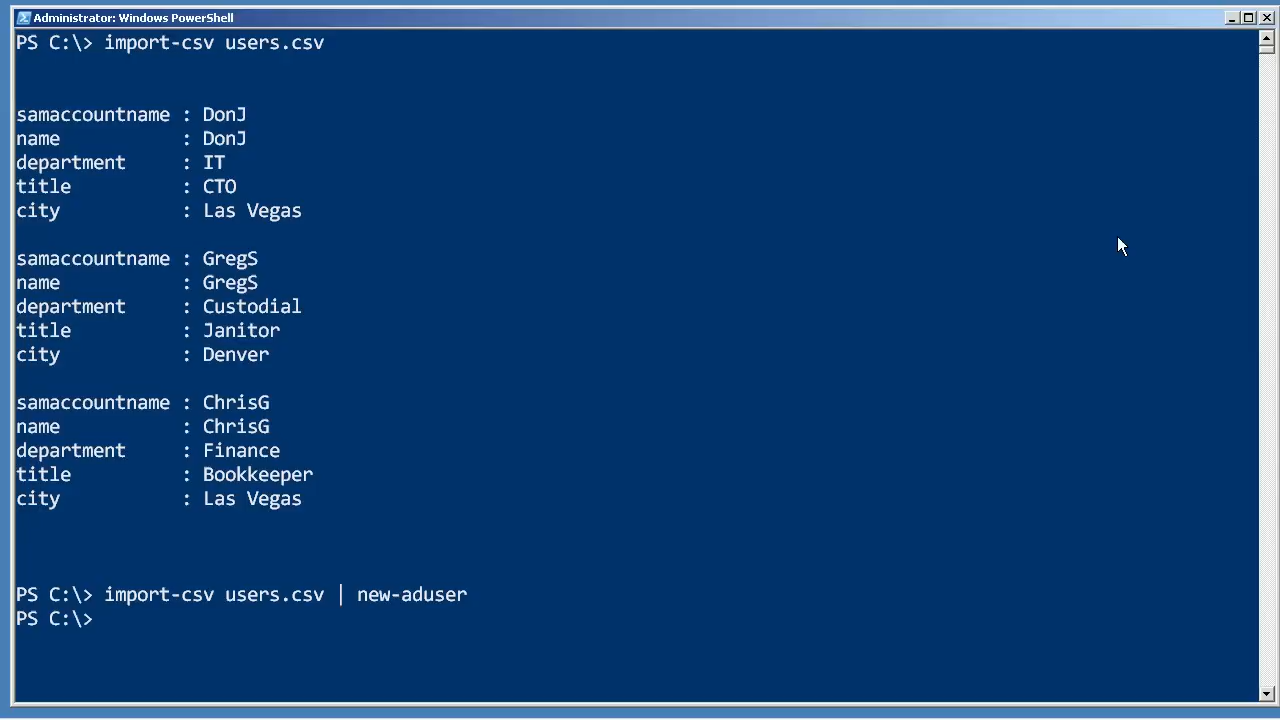 Administrator: Windows PowerShell
PS C:\> import-csv users.csv
samaccountname : DonJ
name           : DonJ
department     : IT
title          : CTO
city           : Las Vegas
samaccountname : GregS
name           : GregS
department     : Custodial
title          : Janitor
city           : Denver
samaccountname : ChrisG
name           : ChrisG
department     : Finance
title          : Bookkeeper
city           : Las Vegas
PS C:\> import-csv users.csv | new-aduser
PS C:\>